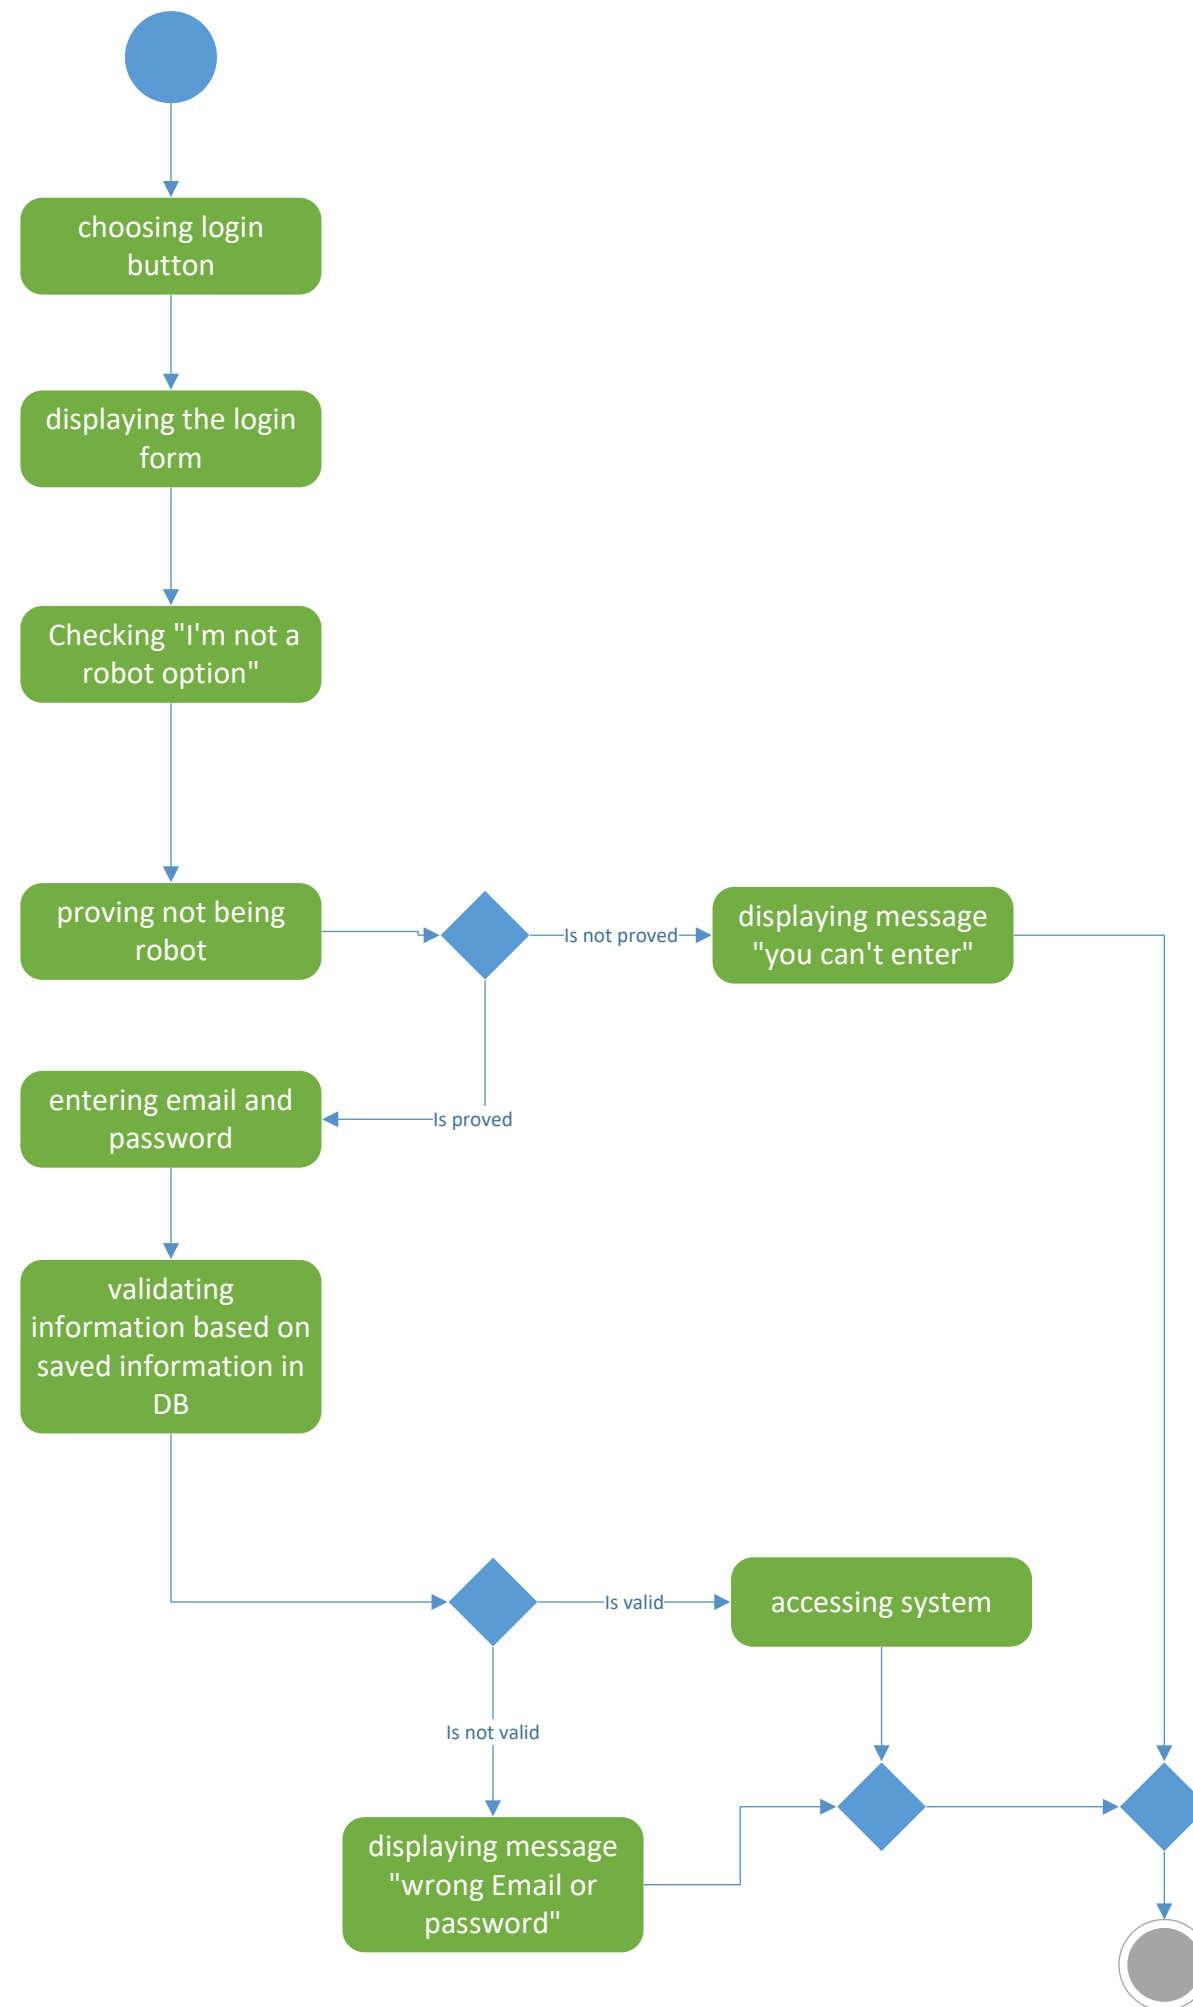 choosing login
button
displaying the login
form
Checking "I'm not a
robot option"
proving not being
robot
Is not proved
displaying message
"you can't enter"
entering email and
password
Is proved
validating
information based on
saved information in
DB
Is valid
accessing system
Is not valid
displaying message
"wrong Email or
password"